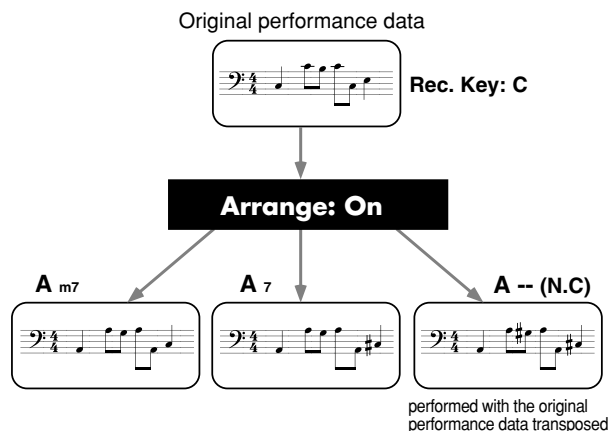 Original performance data
Rec. Key: C
Arrange: On
A m7
A 7
A -- (N.C)
performed with the original
performance data transposed